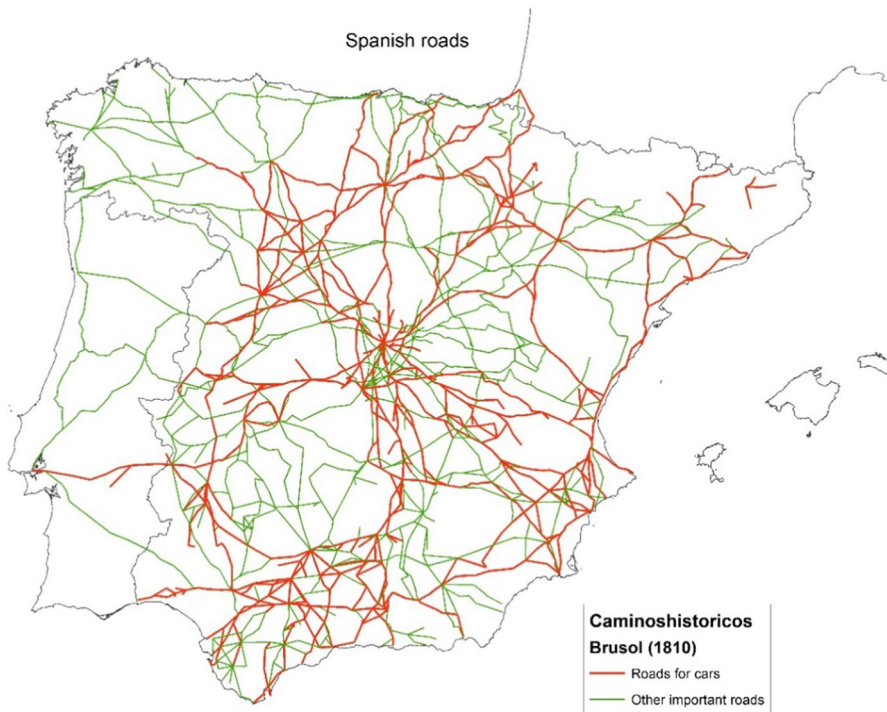 Spanish roads
Caminoshistoricos
Brusol (1810)
Roads for cars
Other important roads